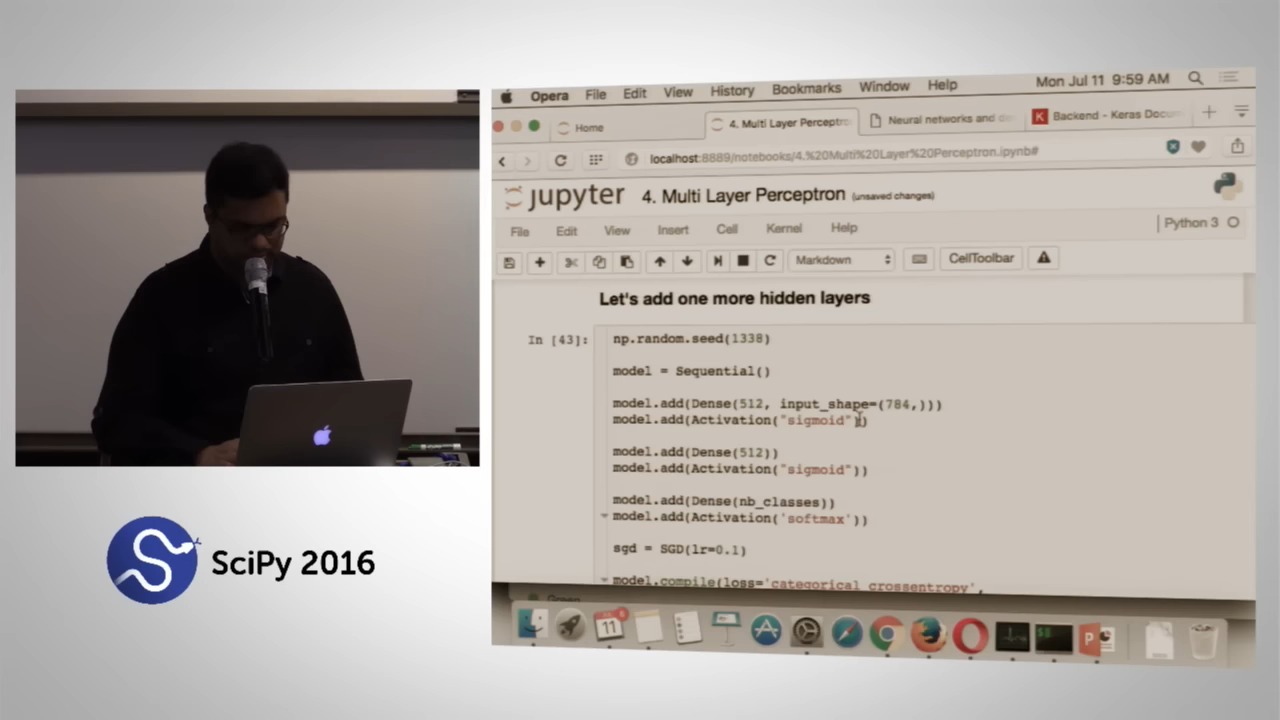 Opera File Edit View History Bookmarks Window Help Mon Jul 11 9:59 AM
Home
4. Multi Layer Perceptro
Neural networks and de
Backend - Keras Docu
localhost:8889/notebooks/4.%20Multi%20Layer%20Perceptron.ipynb#
jupyter 4. Multi Layer Perceptron (unsaved changes)
File Edit View Insert Cell Kernel Help Python 3
Markdown CellToolbar
Let's add one more hidden layers
In [43]:
np.random.seed(1338)
model = Sequential()
model.add(Dense(512, input_shape=(784,)))
model.add(Activation("sigmoid"))
model.add(Dense(512))
model.add(Activation("sigmoid"))
model.add(Dense(nb_classes))
model.add(Activation('softmax'))
sgd = SGD(lr=0.1)
model.compile(loss='categorical_crossentropy',
11
SciPy 2016